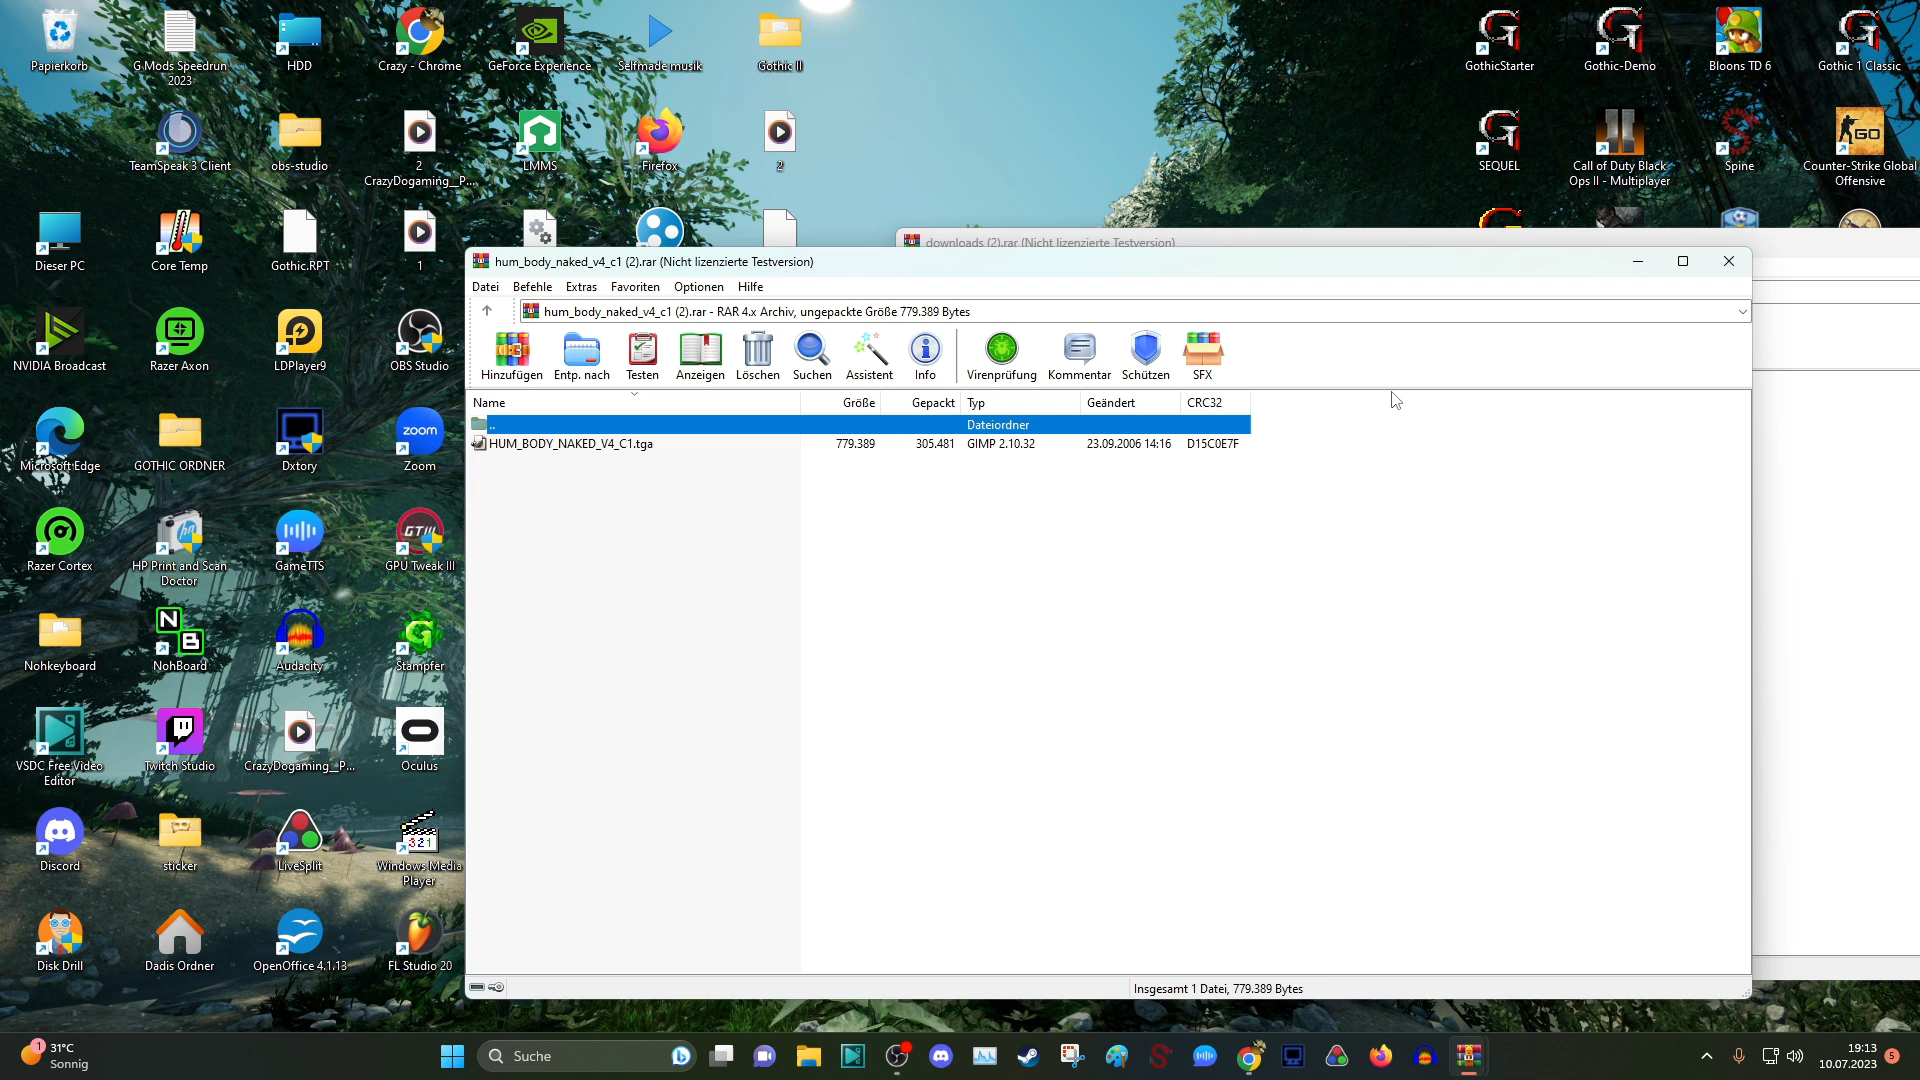 Papierkorb
G Mods Speedrun
2023
HDD
Crazy - Chrome
GeForce Experience
Selfmade musik
Gothic II
GothicStarter
Gothic-Demo
Bloons TD 6
Gothic 1 Classic
TeamSpeak 3 Client
obs-studio
2
CrazyDogaming__P...
LMMS
Firefox
2
SEQUEL
Call of Duty Black
Ops II - Multiplayer
Spine
Counter-Strike Global
Offensive
Dieser PC
Core Temp
Gothic.RPT
1
downloads (2).rar (Nicht lizenzierte Testversion)
hum_body_naked_v4_c1 (2).rar (Nicht lizenzierte Testversion)
Datei Befehle Extras Favoriten Optionen Hilfe
hum_body_naked_v4_c1 (2).rar - RAR 4.x Archiv, ungepackte Größe 779.389 Bytes
Hinzufügen Entp. nach Testen Anzeigen Löschen Suchen Assistent Info Virenprüfung Kommentar Schützen SFX
Name Größe Gepackt Typ Geändert CRC32
.. Dateiordner
HUM_BODY_NAKED_V4_C1.tga 779.389 305.481 GIMP 2.10.32 23.09.2006 14:16 D15C0E7F
NVIDIA Broadcast
Razer Axon
LDPlayer9
OBS Studio
Microsoft Edge
GOTHIC ORDNER
Dxtory
zoom
Zoom
Razer Cortex
HP Print and Scan
Doctor
GameTTS
GTIII
GPU Tweak III
Nohkeyboard
N
B
NohBoard
Audacity
Stampfer
VSDC Free Video
Editor
Twitch Studio
CrazyDogaming__P...
Oculus
Discord
sticker
LiveSplit
321
Windows Media
Player
Disk Drill
Dadis Ordner
OpenOffice 4.1.13
FL Studio 20
Insgesamt 1 Datei, 779.389 Bytes
1
31°C
Sonnig
Suche
19:13
10.07.2023
5